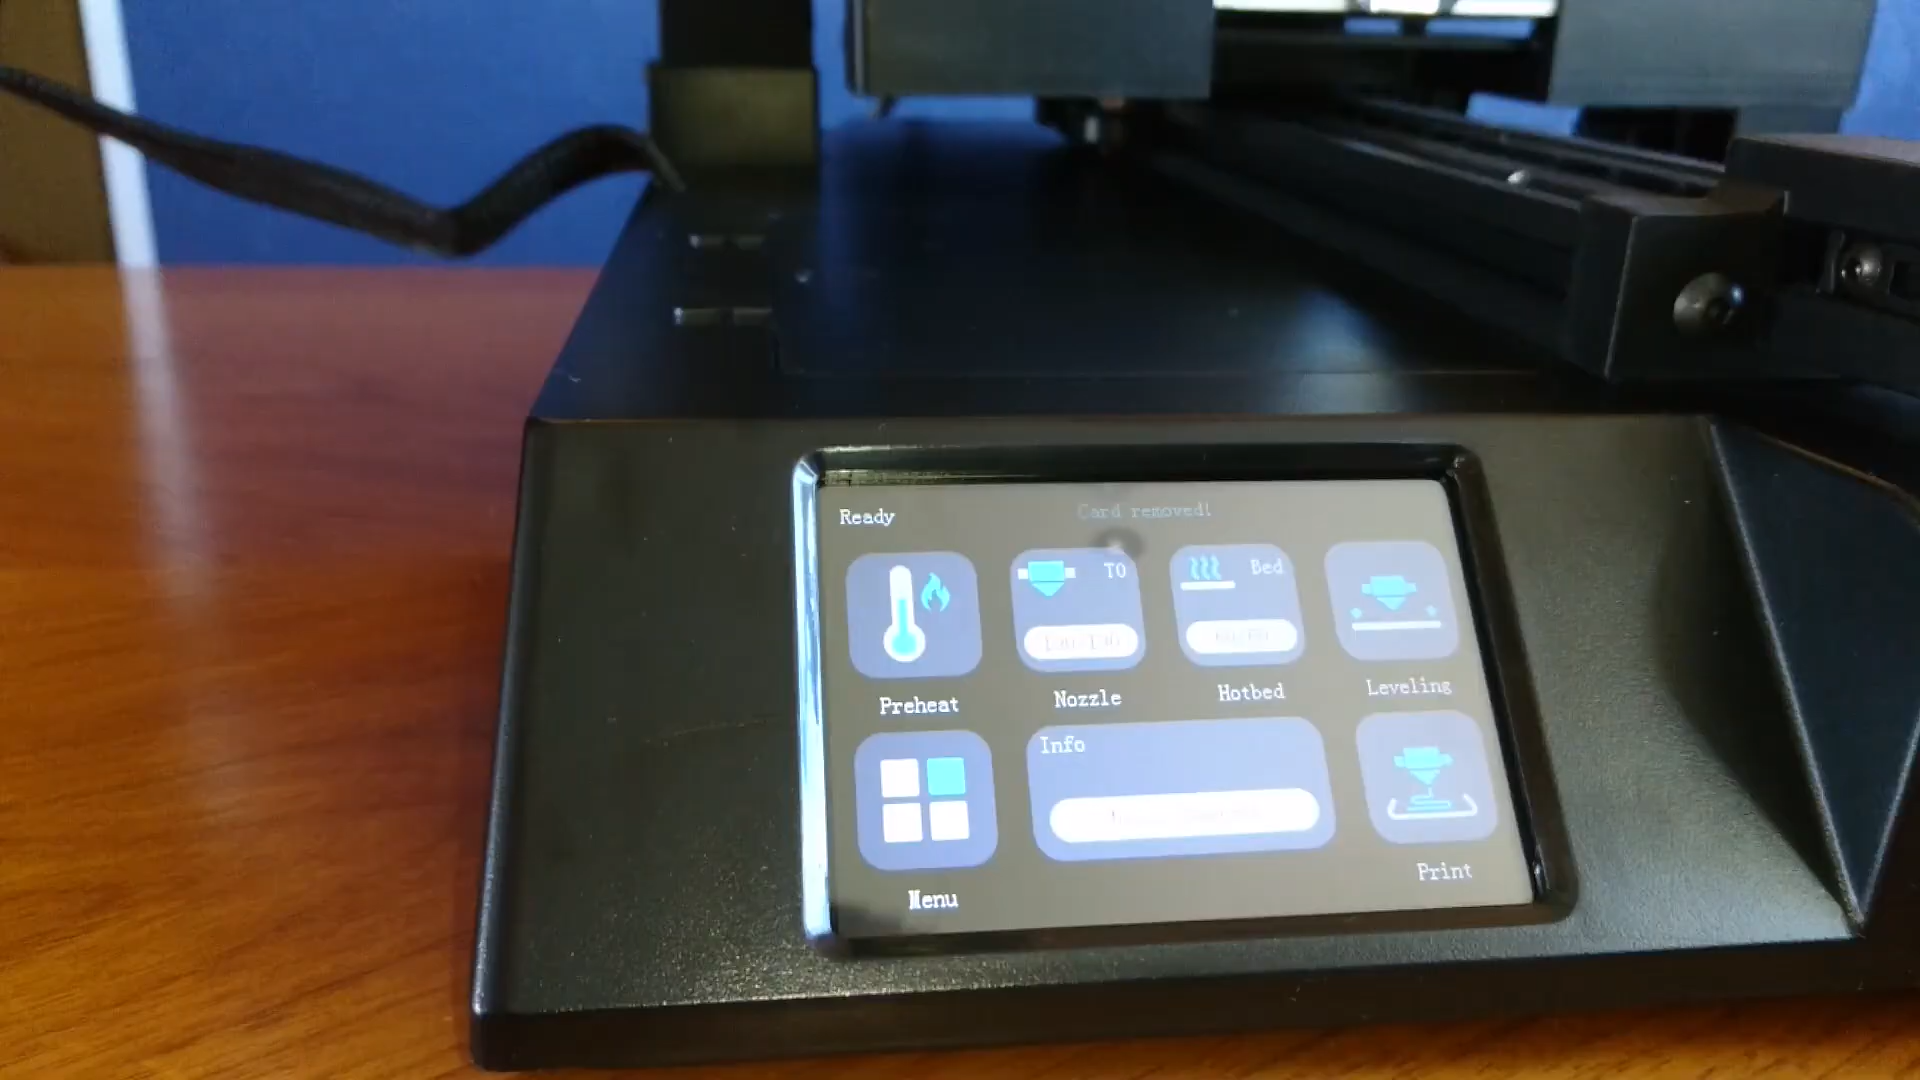 Ready
Card removed!
T0
Bed
Preheat
Nozzle
Hotbed
Leveling
Info
Menu
Print